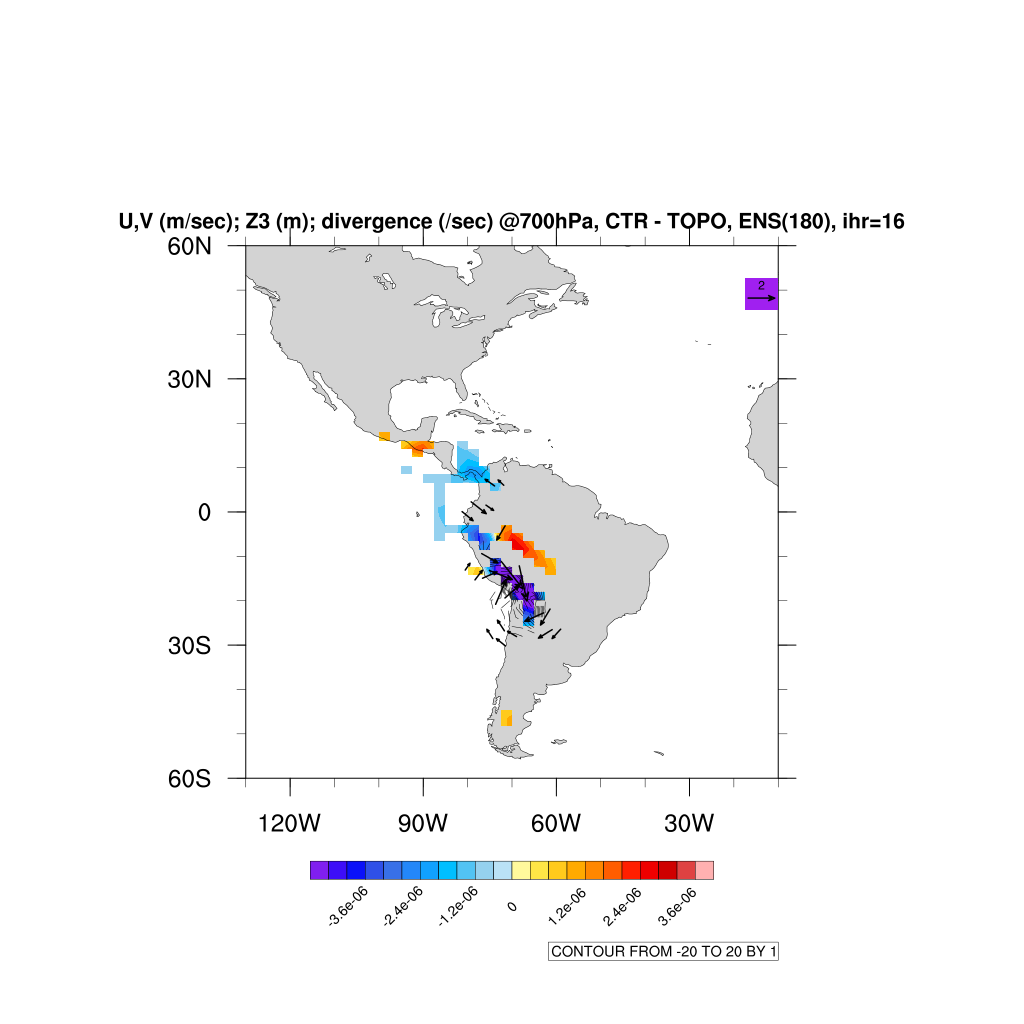 U,V (m/sec); Z3 (m); divergence (/sec) @700hPa, CTR - TOPO, ENS(180), ihr=16
60N
2
30N
0
30S
60S
120W 90W 60W 30W
-3.6e-06 -2.4e-06 -1.2e-06 0 1.2e-06 2.4e-06 3.6e-06
CONTOUR FROM -20 TO 20 BY 1